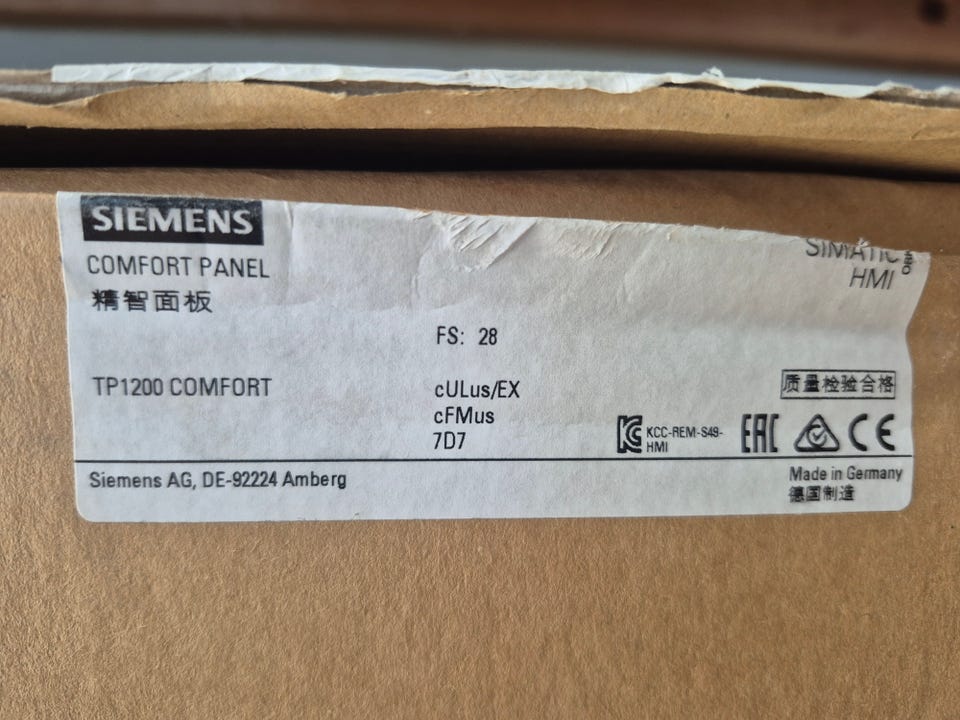 SIEMENS
SIMATIC
HMI
COMFORT PANEL
精智面板
FS: 28
TP1200 COMFORT
cULus/EX
cFMus
7D7
质量检验合格
KCC-REM-S49-
HMI
EAC
CE
Siemens AG, DE-92224 Amberg
Made in Germany
德国制造